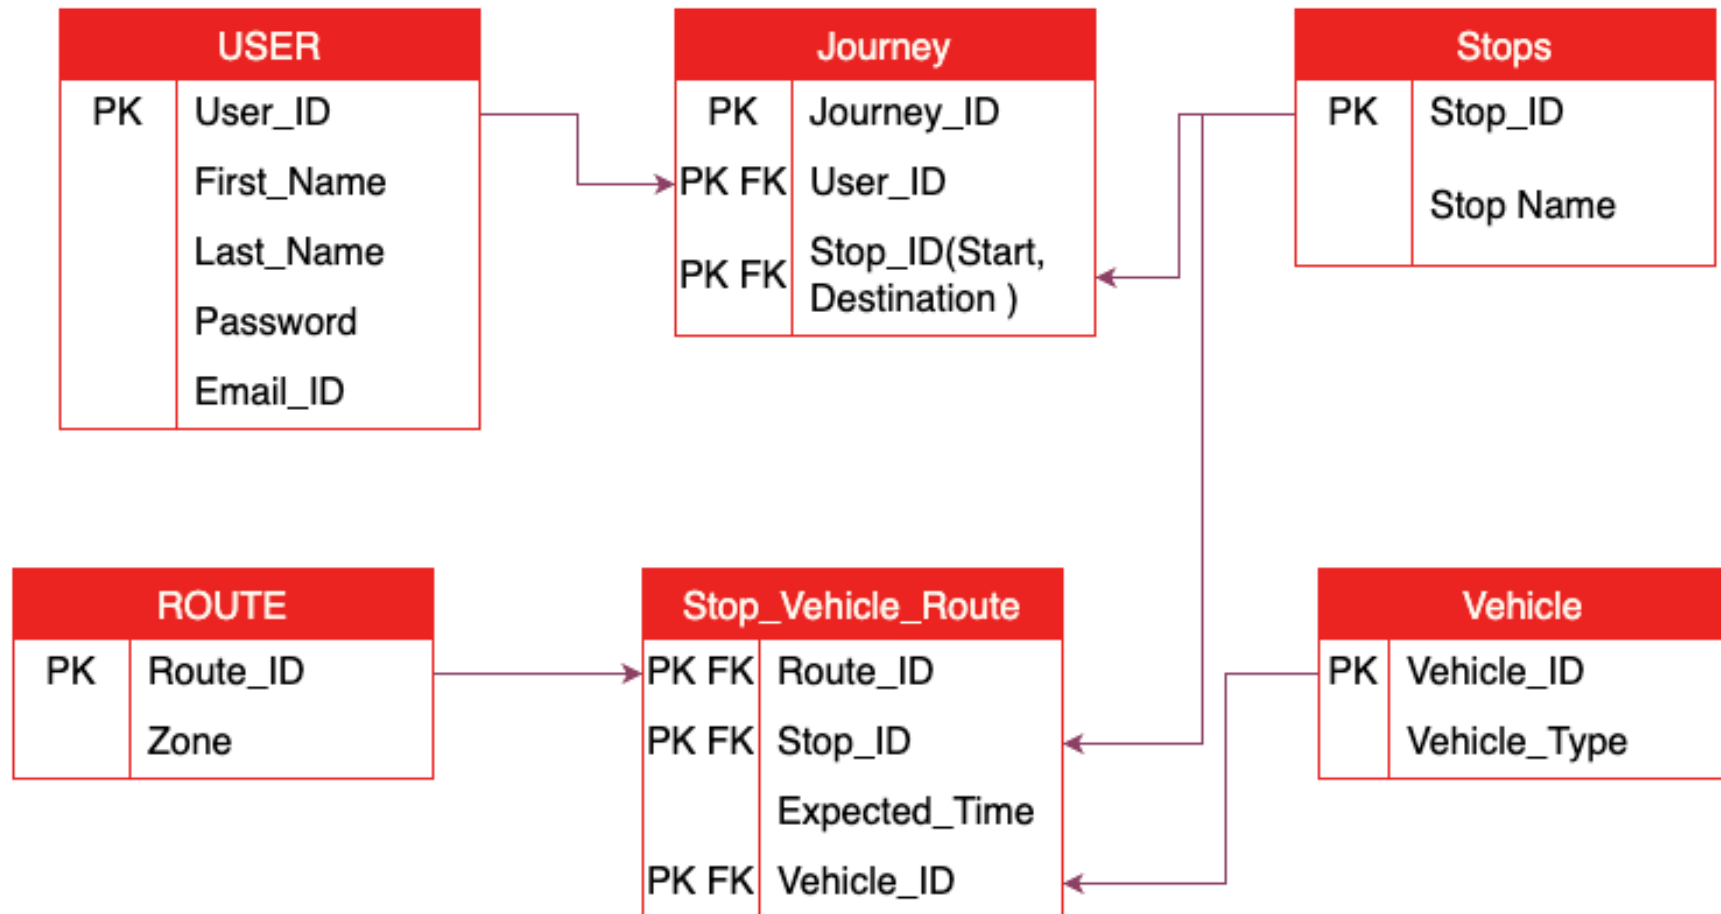 USER
PK User_ID
First_Name
Last_Name
Password
Email_ID
Journey
PK Journey_ID
PK FK User_ID
PK FK Stop_ID(Start,
Destination )
Stops
PK Stop_ID
Stop Name
ROUTE
PK Route_ID
Zone
Stop_Vehicle_Route
PK FK Route_ID
PK FK Stop_ID
Expected_Time
PK FK Vehicle_ID
Vehicle
PK Vehicle_ID
Vehicle_Type